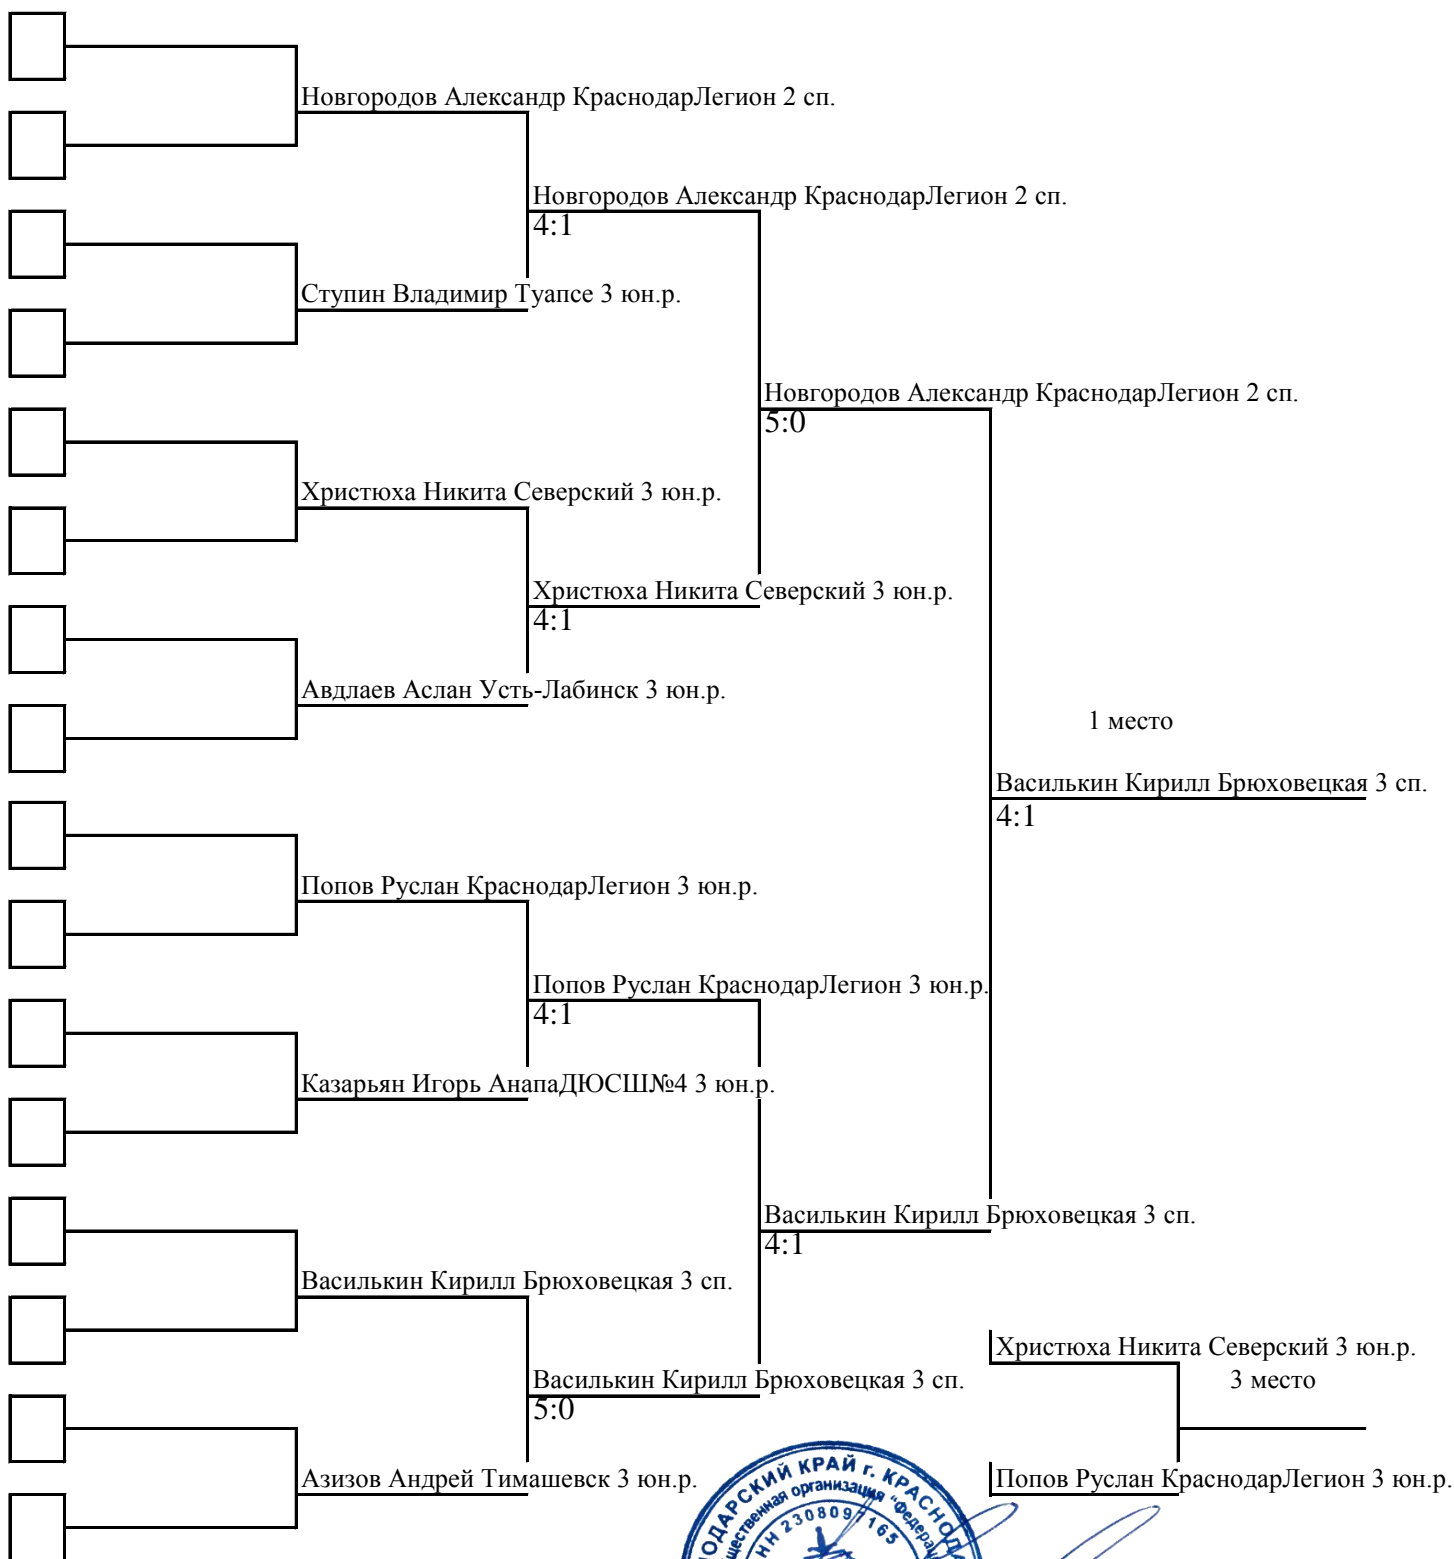 Новгородов Александр КраснодарЛегион 2 сп.
Новгородов Александр КраснодарЛегион 2 сп.
4:1
Ступин Владимир Туапсе 3 юн.р.
Новгородов Александр КраснодарЛегион 2 сп.
5:0
Христюха Никита Северский 3 юн.р.
Христюха Никита Северский 3 юн.р.
4:1
Авдлаев Аслан Усть-Лабинск 3 юн.р.
1 место
Василькин Кирилл Брюховецкая 3 сп.
4:1
Попов Руслан КраснодарЛегион 3 юн.р.
Попов Руслан КраснодарЛегион 3 юн.р.
4:1
Казарьян Игорь АнапаДЮСШ№4 3 юн.р.
Василькин Кирилл Брюховецкая 3 сп.
4:1
Василькин Кирилл Брюховецкая 3 сп.
Христюха Никита Северский 3 юн.р.
Василькин Кирилл Брюховецкая 3 сп.
3 место
5:0
Азизов Андрей Тимашевск 3 юн.р.
Попов Руслан КраснодарЛегион 3 юн.р.
КРАЙ г.
организация
2308097165